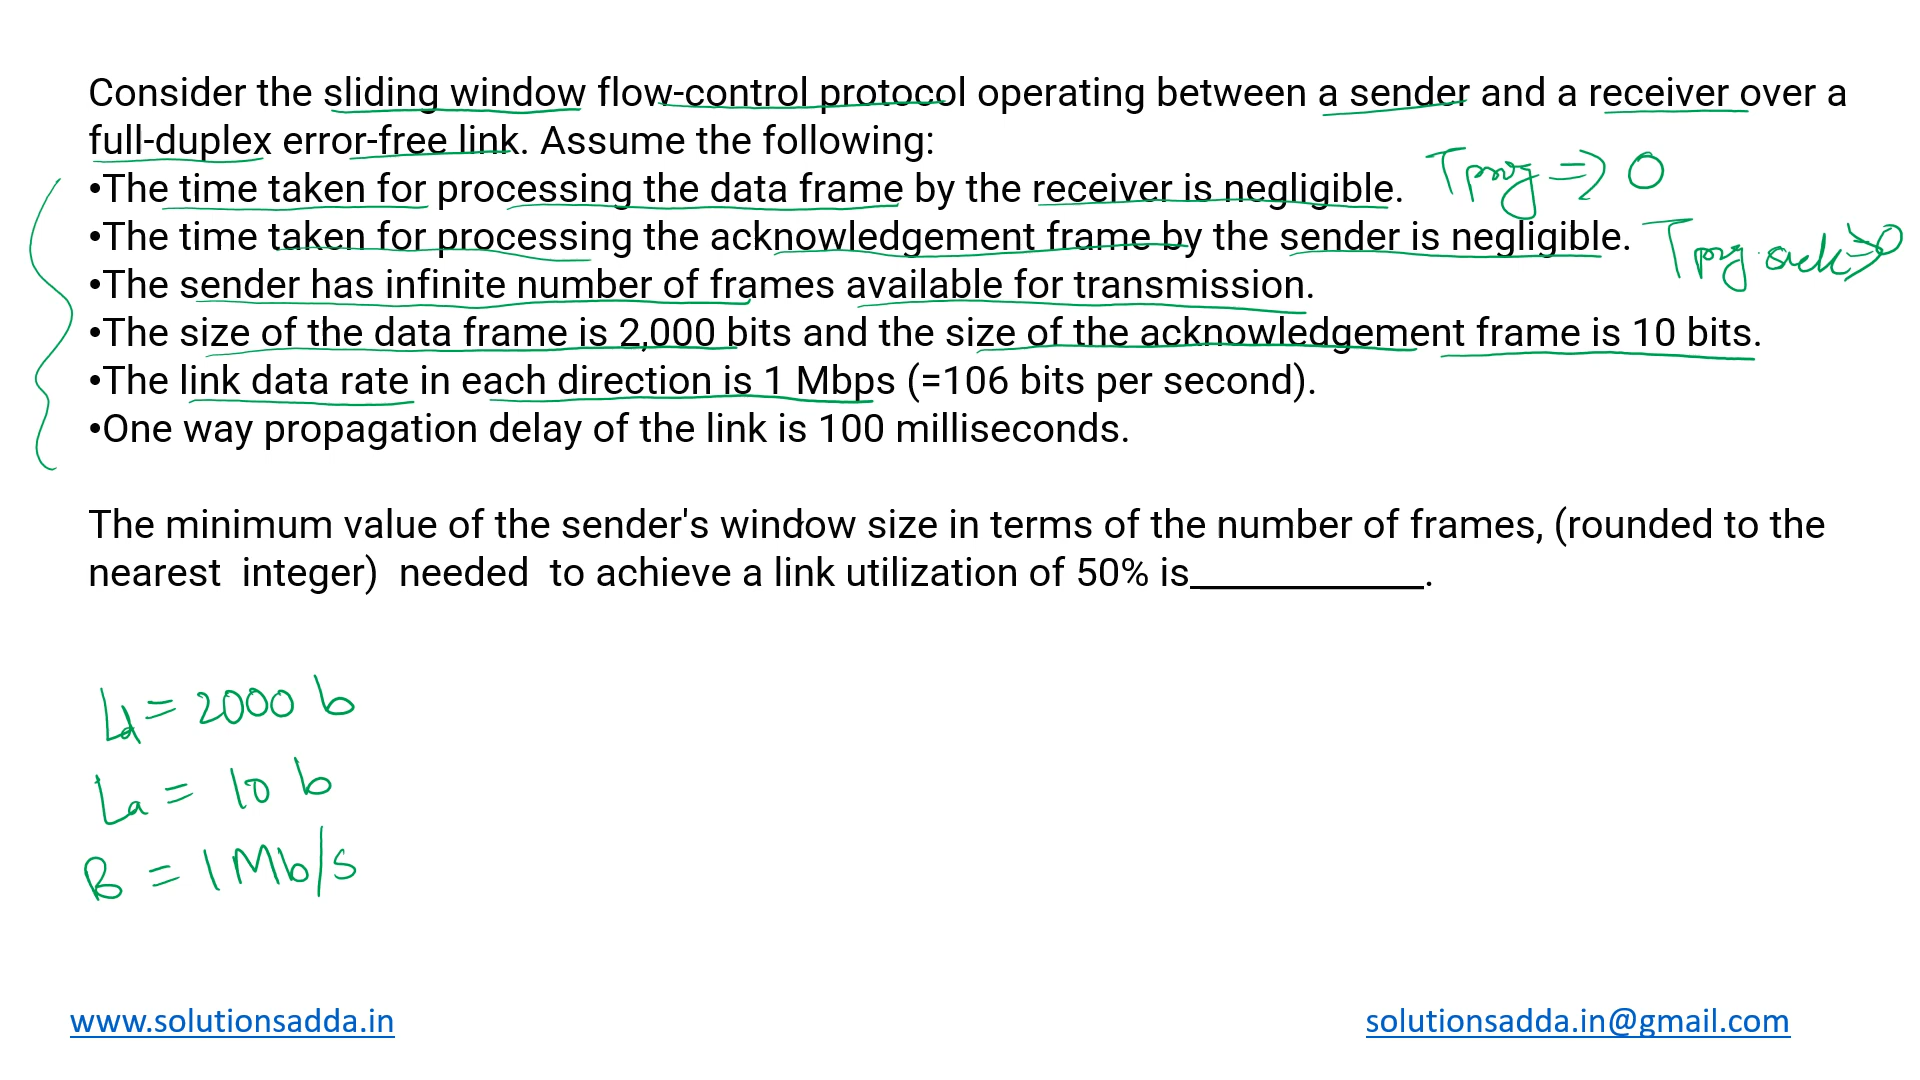 Consider the sliding window flow-control protocol operating between a sender and a receiver over a
full-duplex error-free link. Assume the following:
•The time taken for processing the data frame by the receiver is negligible. Tprog => 0
•The time taken for processing the acknowledgement frame by the sender is negligible.
•The sender has infinite number of frames available for transmission.
•The size of the data frame is 2,000 bits and the size of the acknowledgement frame is 10 bits.
•The link data rate in each direction is 1 Mbps (=106 bits per second).
•One way propagation delay of the link is 100 milliseconds.
The minimum value of the sender's window size in terms of the number of frames, (rounded to the
nearest integer) needed to achieve a link utilization of 50% is____________.
Ld = 2000 b
La = 10 b
B = 1 Mb/s
www.solutionsadda.in
solutionsadda.in@gmail.com